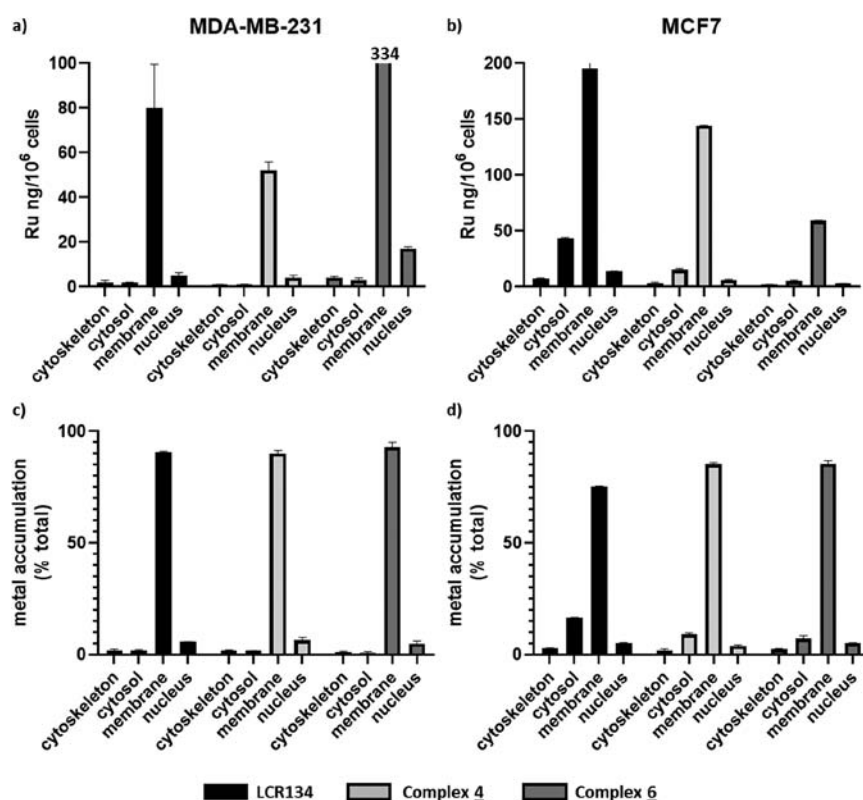 a) MDA-MB-231
Ru ng/10⁶ cells
100
80
60
40
20
0
334
cytoskeleton cytosol membrane nucleus cytoskeleton cytosol membrane nucleus cytoskeleton cytosol membrane nucleus
b) MCF7
Ru ng/10⁶ cells
200
150
100
50
0
cytoskeleton cytosol membrane nucleus cytoskeleton cytosol membrane nucleus cytoskeleton cytosol membrane nucleus
c)
metal accumulation
(% total)
100
50
0
cytoskeleton cytosol membrane nucleus cytoskeleton cytosol membrane nucleus cytoskeleton cytosol membrane nucleus
d)
metal accumulation
(% total)
100
50
0
cytoskeleton cytosol membrane nucleus cytoskeleton cytosol membrane nucleus cytoskeleton cytosol membrane nucleus
LCR134 Complex 4 Complex 6